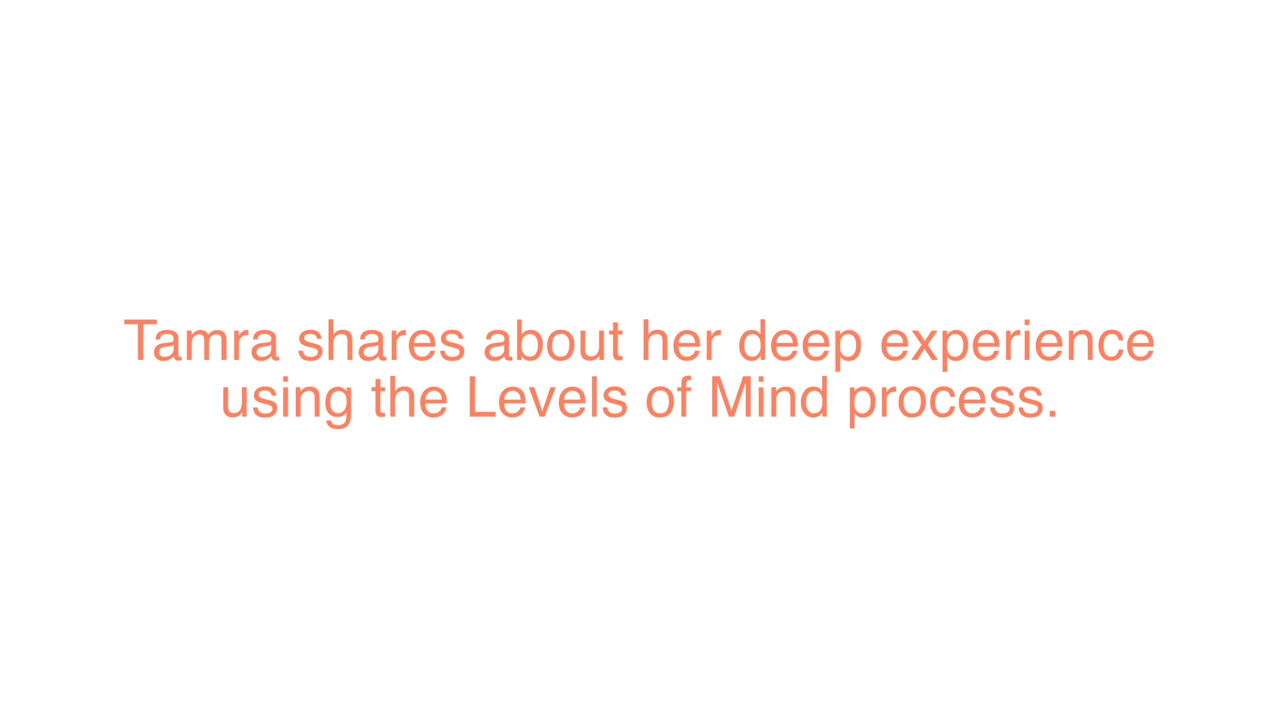 Tamra shares about her deep experience
using the Levels of Mind process.